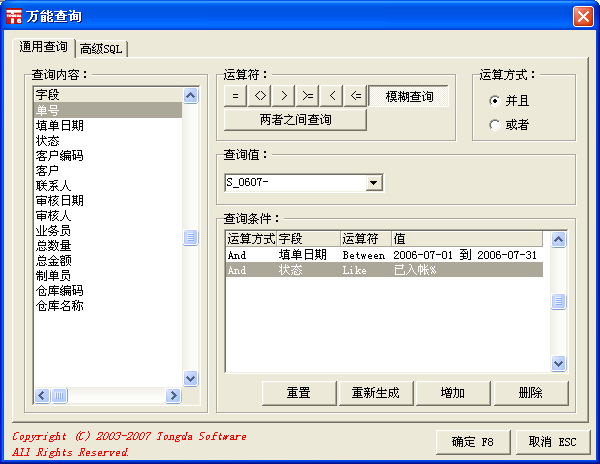 万能查询
通用查询 高级SQL
查询内容：
字段
单号
填单日期
状态
客户编码
客户
联系人
审核日期
审核人
业务员
总数量
总金额
制单员
仓库编码
仓库名称
运算符：
= <> > >= < <= 模糊查询
两者之间查询
运算方式：
并且
或者
查询值：
S_0607-
查询条件：
运算方式 字段 运算符 值
And 填单日期 Between 2006-07-01 到 2006-07-31
And 状态 Like 已入帐%
重置 重新生成 增加 删除
Copyright (C) 2003-2007 Tongda Software
All Rights Reserved.
确定 F8 取消 ESC